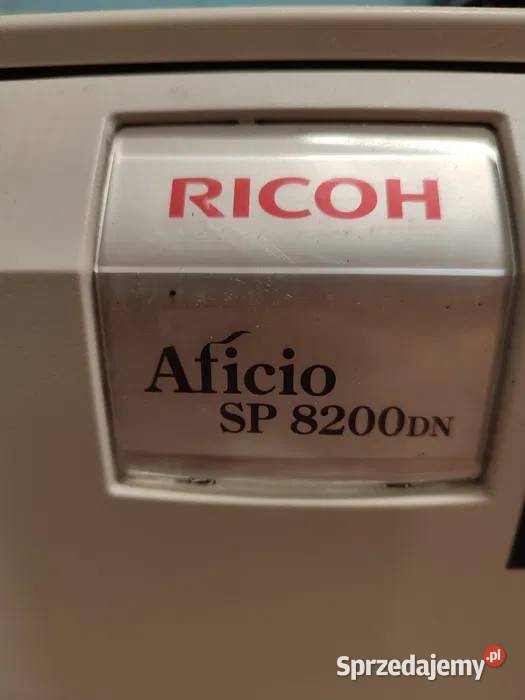 RICOH
Aficio
SP 8200DN
Sprzedajemy.pl